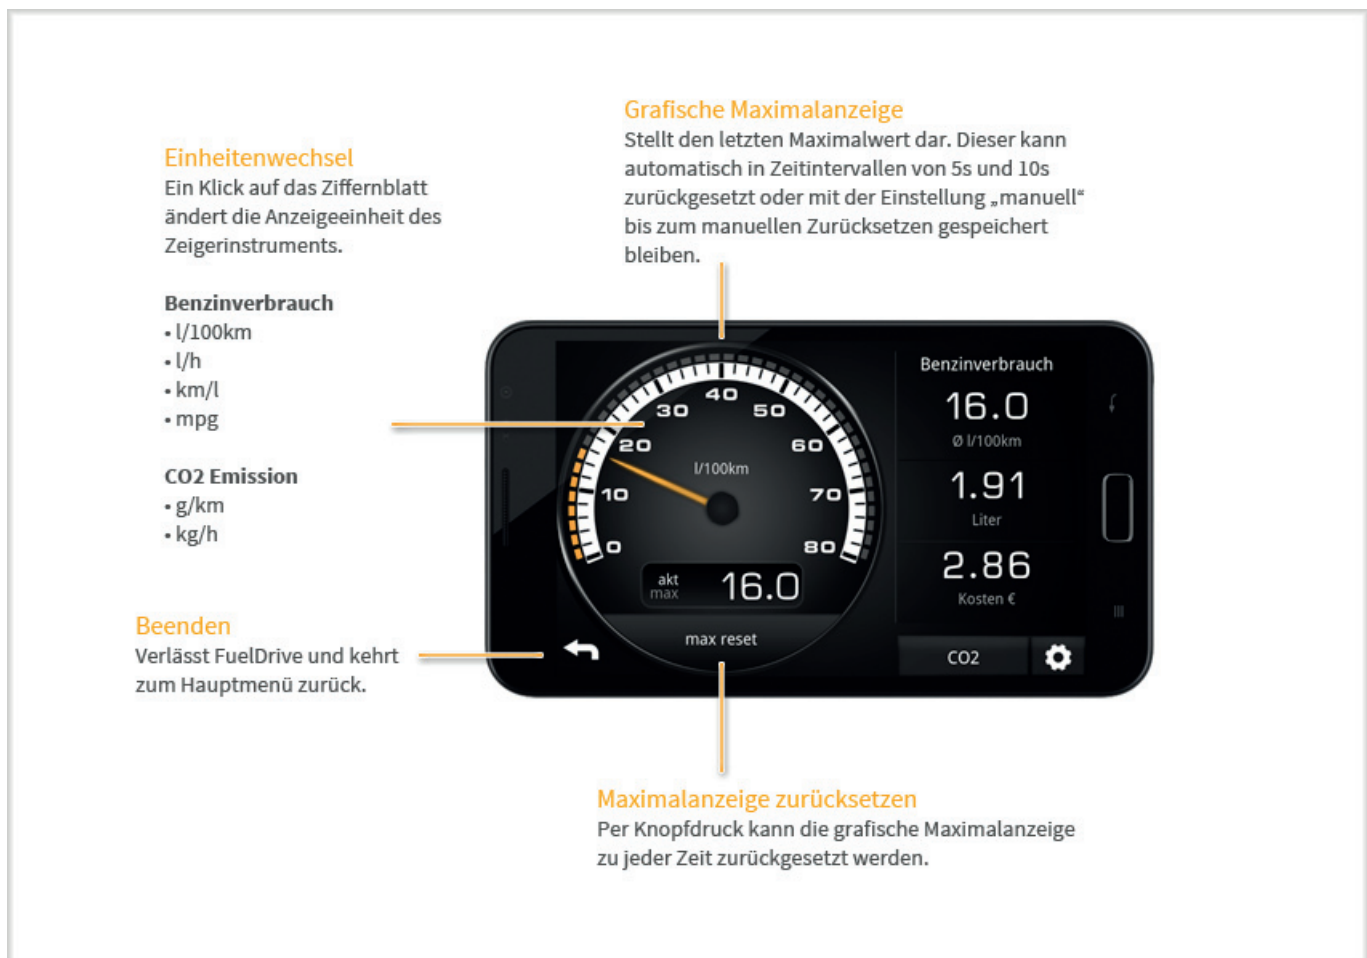 Grafische Maximalanzeige
Stellt den letzten Maximalwert dar. Dieser kann
automatisch in Zeitintervallen von 5s und 10s
zurückgesetzt oder mit der Einstellung „manuell“
bis zum manuellen Zurücksetzen gespeichert
bleiben.
Einheitenwechsel
Ein Klick auf das Ziffernblatt
ändert die Anzeigeeinheit des
Zeigerinstruments.
Benzinverbrauch
• l/100km
• l/h
• km/l
• mpg
CO2 Emission
• g/km
• kg/h
Beenden
Verlässt FuelDrive und kehrt
zum Hauptmenü zurück.
0
10
20
30
40
50
60
70
80
l/100km
akt
max
16.0
max reset
Benzinverbrauch
16.0
Ø l/100km
1.91
Liter
2.86
Kosten €
CO2
Maximalanzeige zurücksetzen
Per Knopfdruck kann die grafische Maximalanzeige
zu jeder Zeit zurückgesetzt werden.